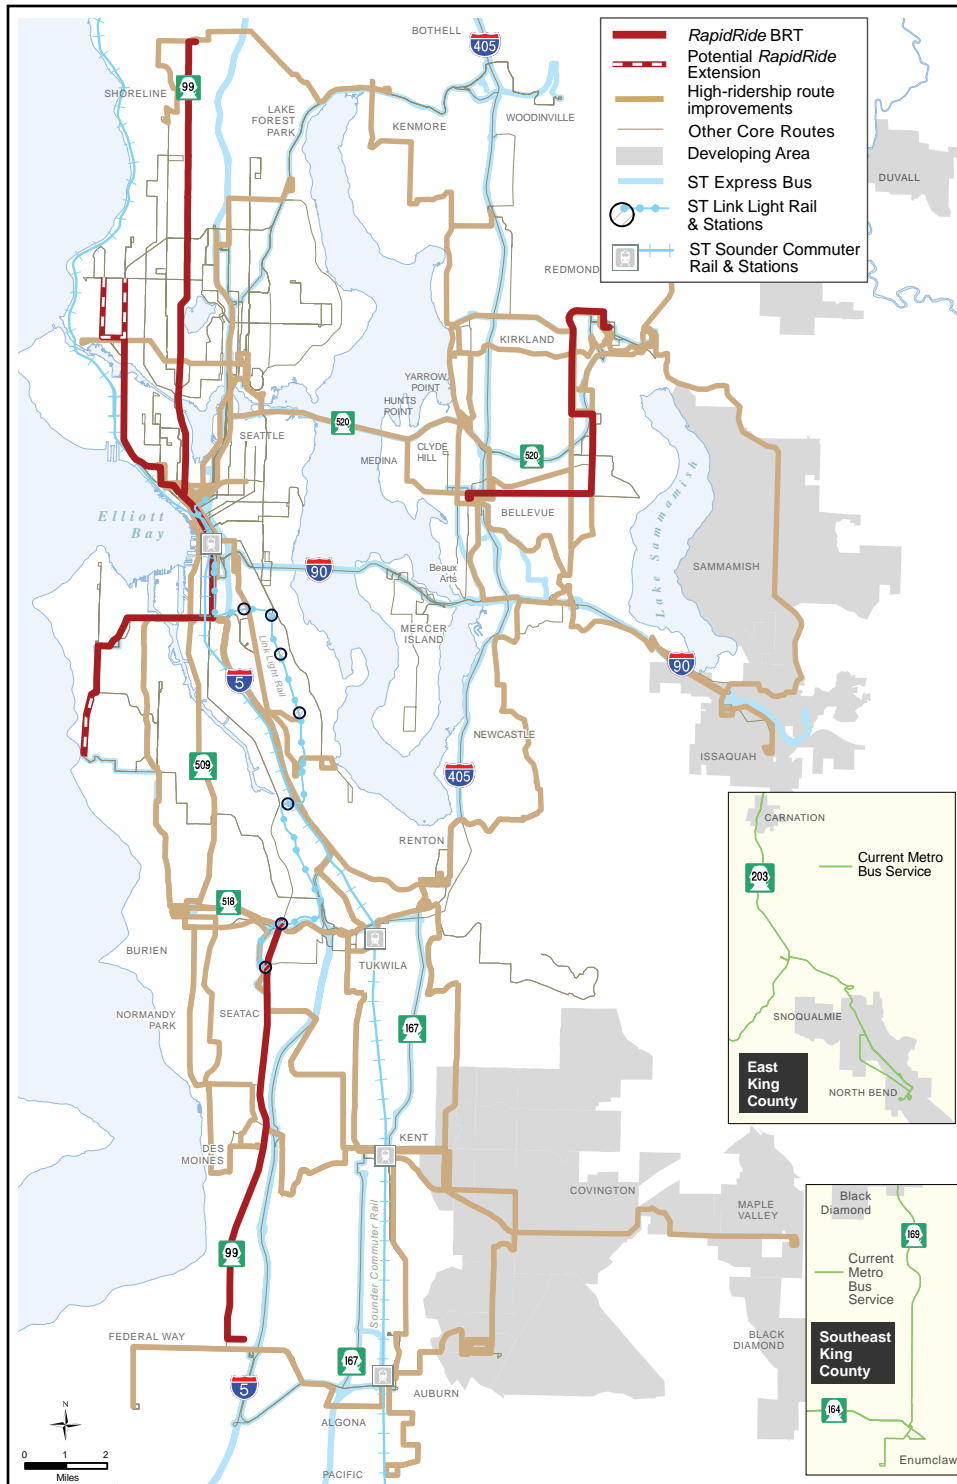 BOTHELL
405
RapidRide BRT
Potential RapidRide
Extension
High-ridership route
improvements
Other Core Routes
Developing Area
ST Express Bus
ST Link Light Rail
& Stations
ST Sounder Commuter
Rail & Stations
99
SHORELINE
LAKE
FOREST
PARK
KENMORE
WOODINVILLE
DUVALL
REDMOND
KIRKLAND
YARROW
POINT
HUNTS
POINT
520
SEATTLE
CLYDE
HILL
MEDINA
520
BELLEVUE
Elliott
Bay
Lake Sammamish
90
Beaux
Arts
SAMMAMISH
MERCER
ISLAND
Link Light Rail
5
90
NEWCASTLE
ISSAQUAH
509
405
RENTON
CARNATION
203
Current Metro
Bus Service
SNOQUALMIE
East
King
County
NORTH BEND
518
BURIEN
TUKWILA
NORMANDY
PARK
SEATAC
167
KENT
DES
MOINES
COVINGTON
MAPLE
VALLEY
Black
Diamond
169
Current
Metro
Bus
Service
99
Sounder Commuter Rail
FEDERAL WAY
BLACK
DIAMOND
Southeast
King
County
167
5
AUBURN
ALGONA
164
Enumclaw
PACIFIC
N
0 1 2
Miles